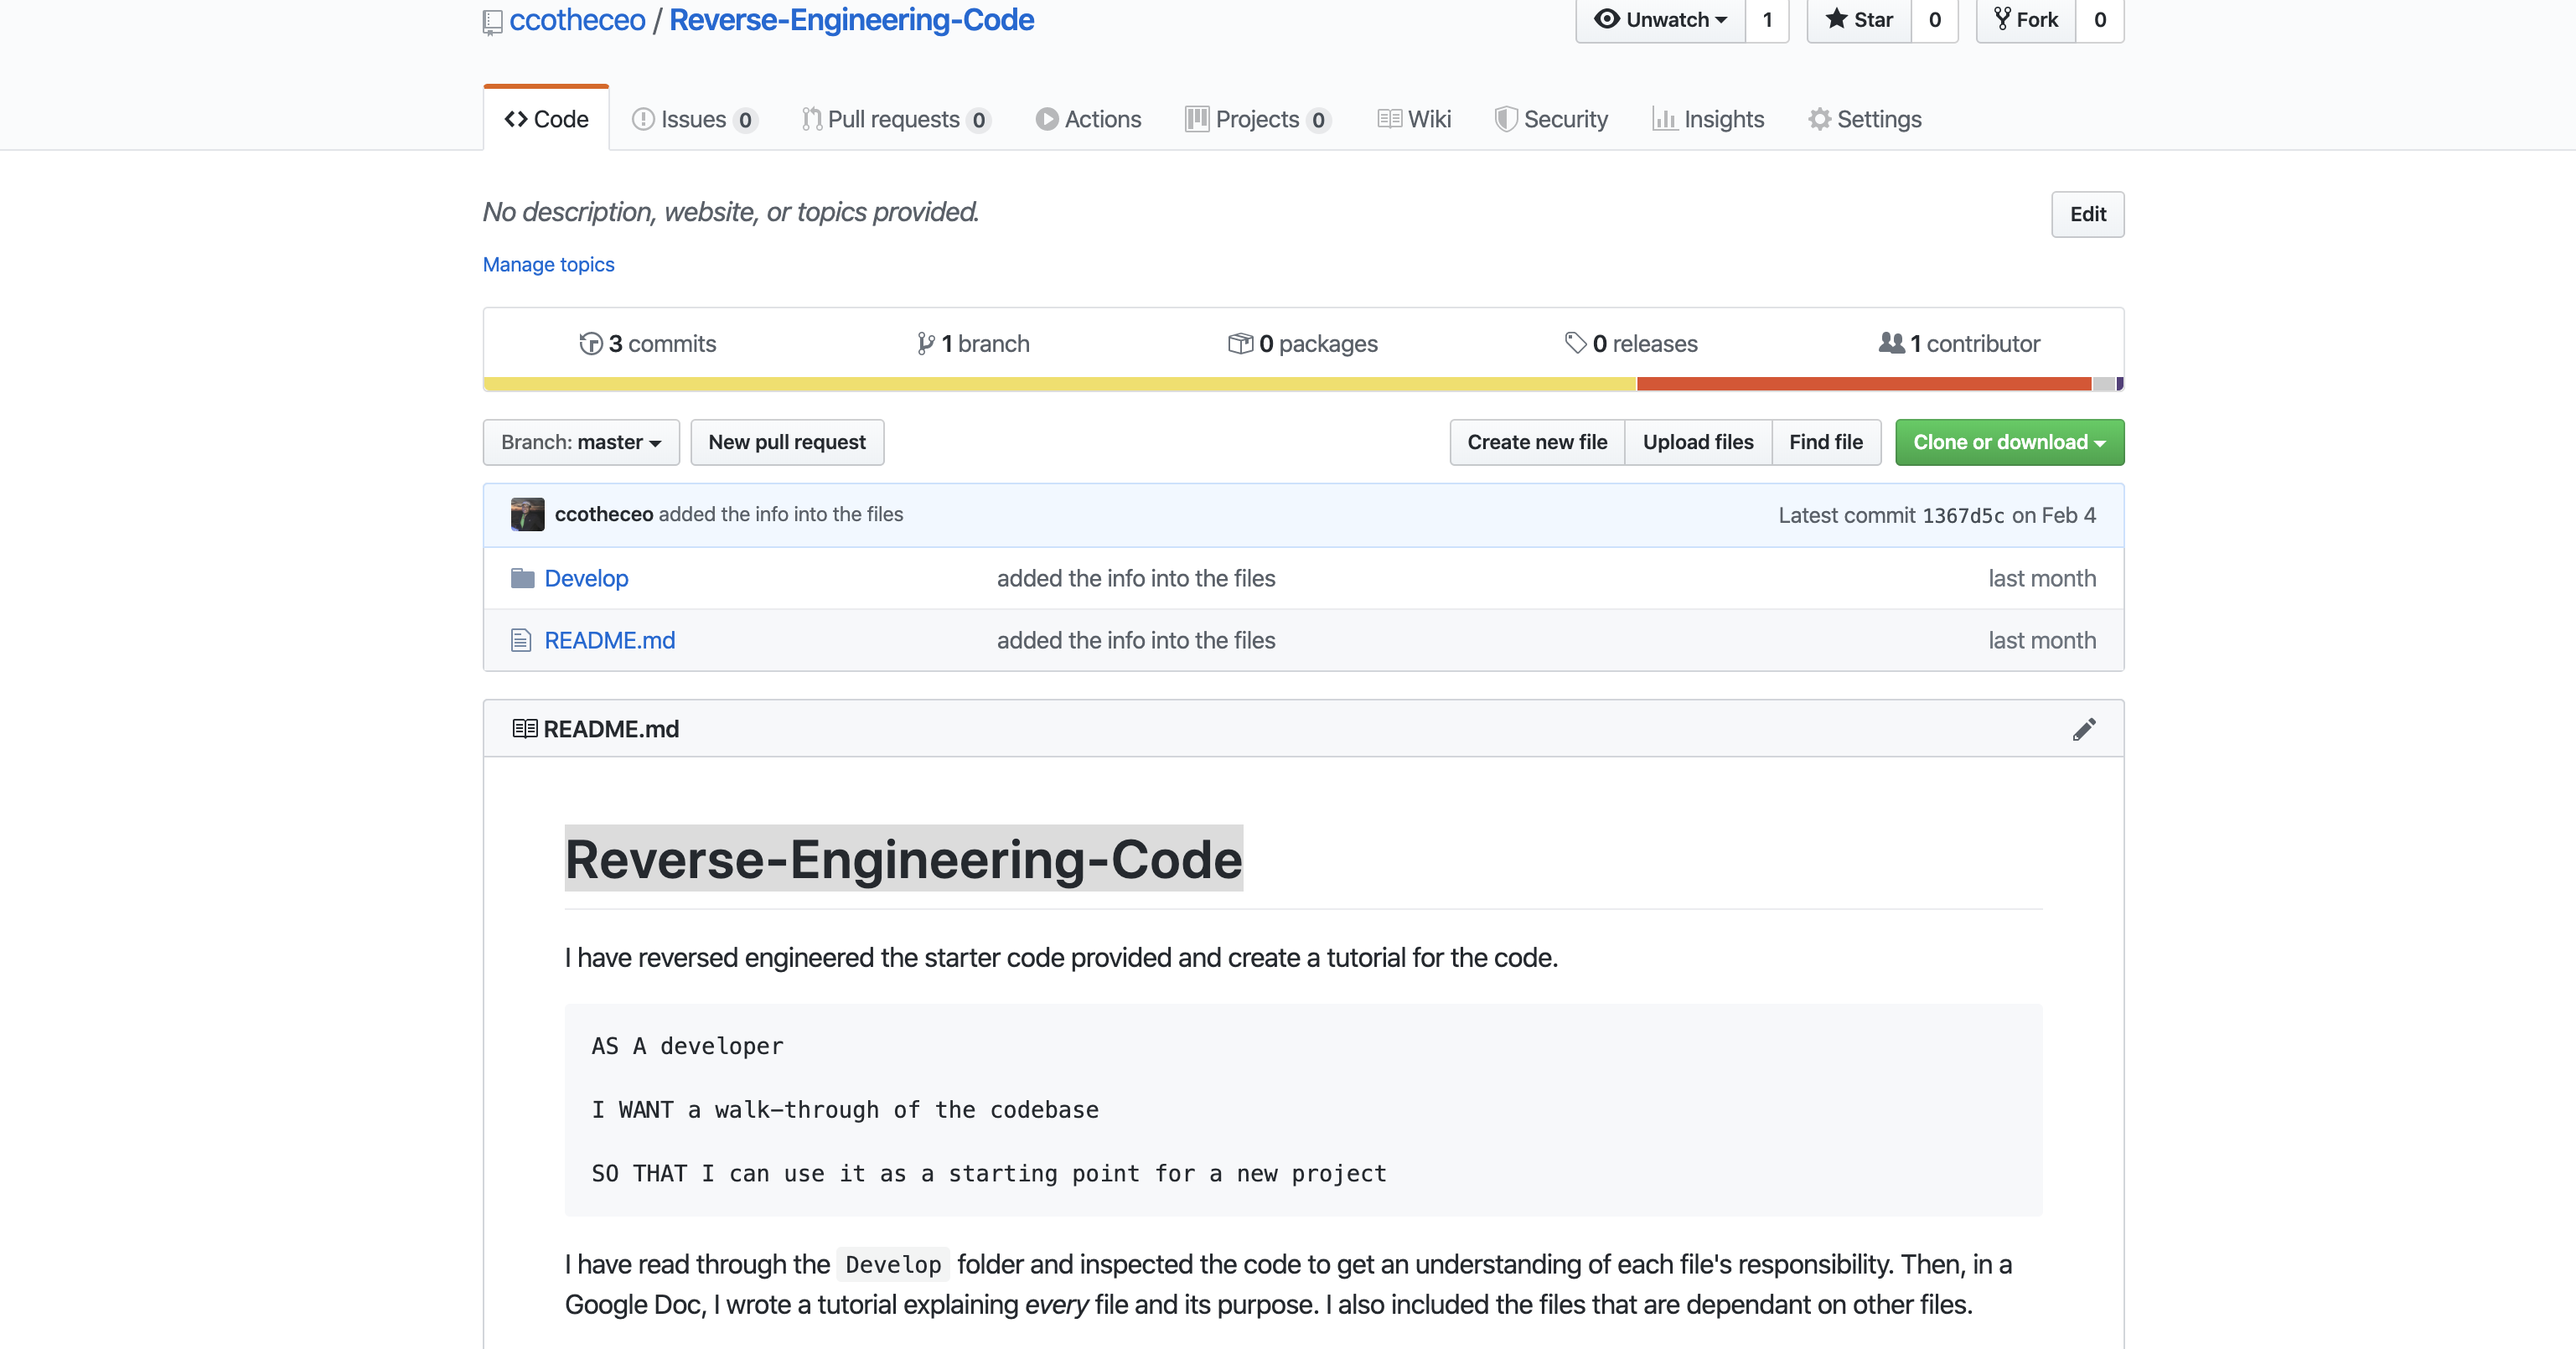 ccotheceo / Reverse-Engineering-Code
Unwatch 1 Star 0 Fork 0
Code Issues 0 Pull requests 0 Actions Projects 0 Wiki Security Insights Settings
No description, website, or topics provided.
Edit
Manage topics
3 commits 1 branch 0 packages 0 releases 1 contributor
Branch: master New pull request Create new file Upload files Find file Clone or download
ccotheceo added the info into the files Latest commit 1367d5c on Feb 4
Develop added the info into the files last month
README.md added the info into the files last month
README.md
Reverse-Engineering-Code
I have reversed engineered the starter code provided and create a tutorial for the code.
AS A developer
I WANT a walk-through of the codebase
SO THAT I can use it as a starting point for a new project
I have read through the Develop folder and inspected the code to get an understanding of each file's responsibility. Then, in a
Google Doc, I wrote a tutorial explaining every file and its purpose. I also included the files that are dependant on other files.